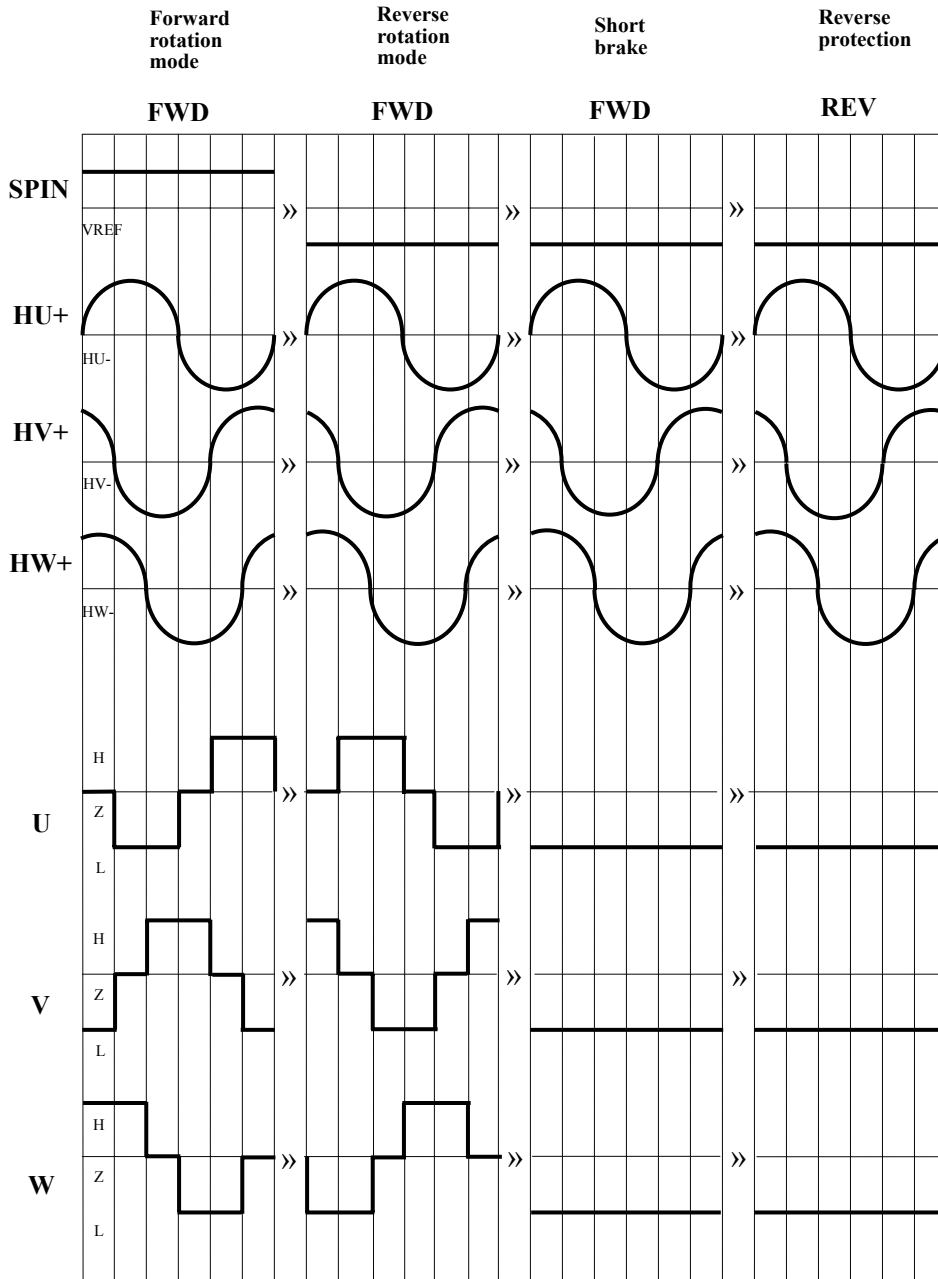 Forward
rotation
mode
Reverse
rotation
mode
Short
brake
Reverse
protection
FWD
FWD
FWD
REV
SPIN
»
»
»
VREF
HU+
»
»
»
HU-
HV+
»
»
»
HV-
HW+
»
»
»
HW-
H
»
»
»
U
Z
L
H
»
»
»
V
Z
L
H
»
»
»
W
Z
L